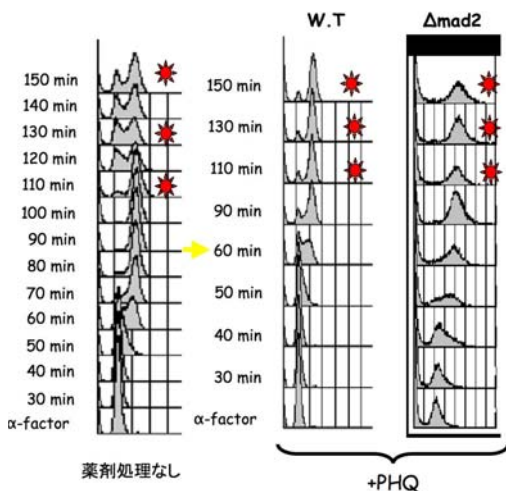 W.T
Δmad2
150 min
140 min
130 min
120 min
110 min
100 min
90 min
80 min
70 min
60 min
50 min
40 min
30 min
α-factor
薬剤処理なし
150 min
130 min
110 min
90 min
60 min
50 min
40 min
30 min
α-factor
+PHQ